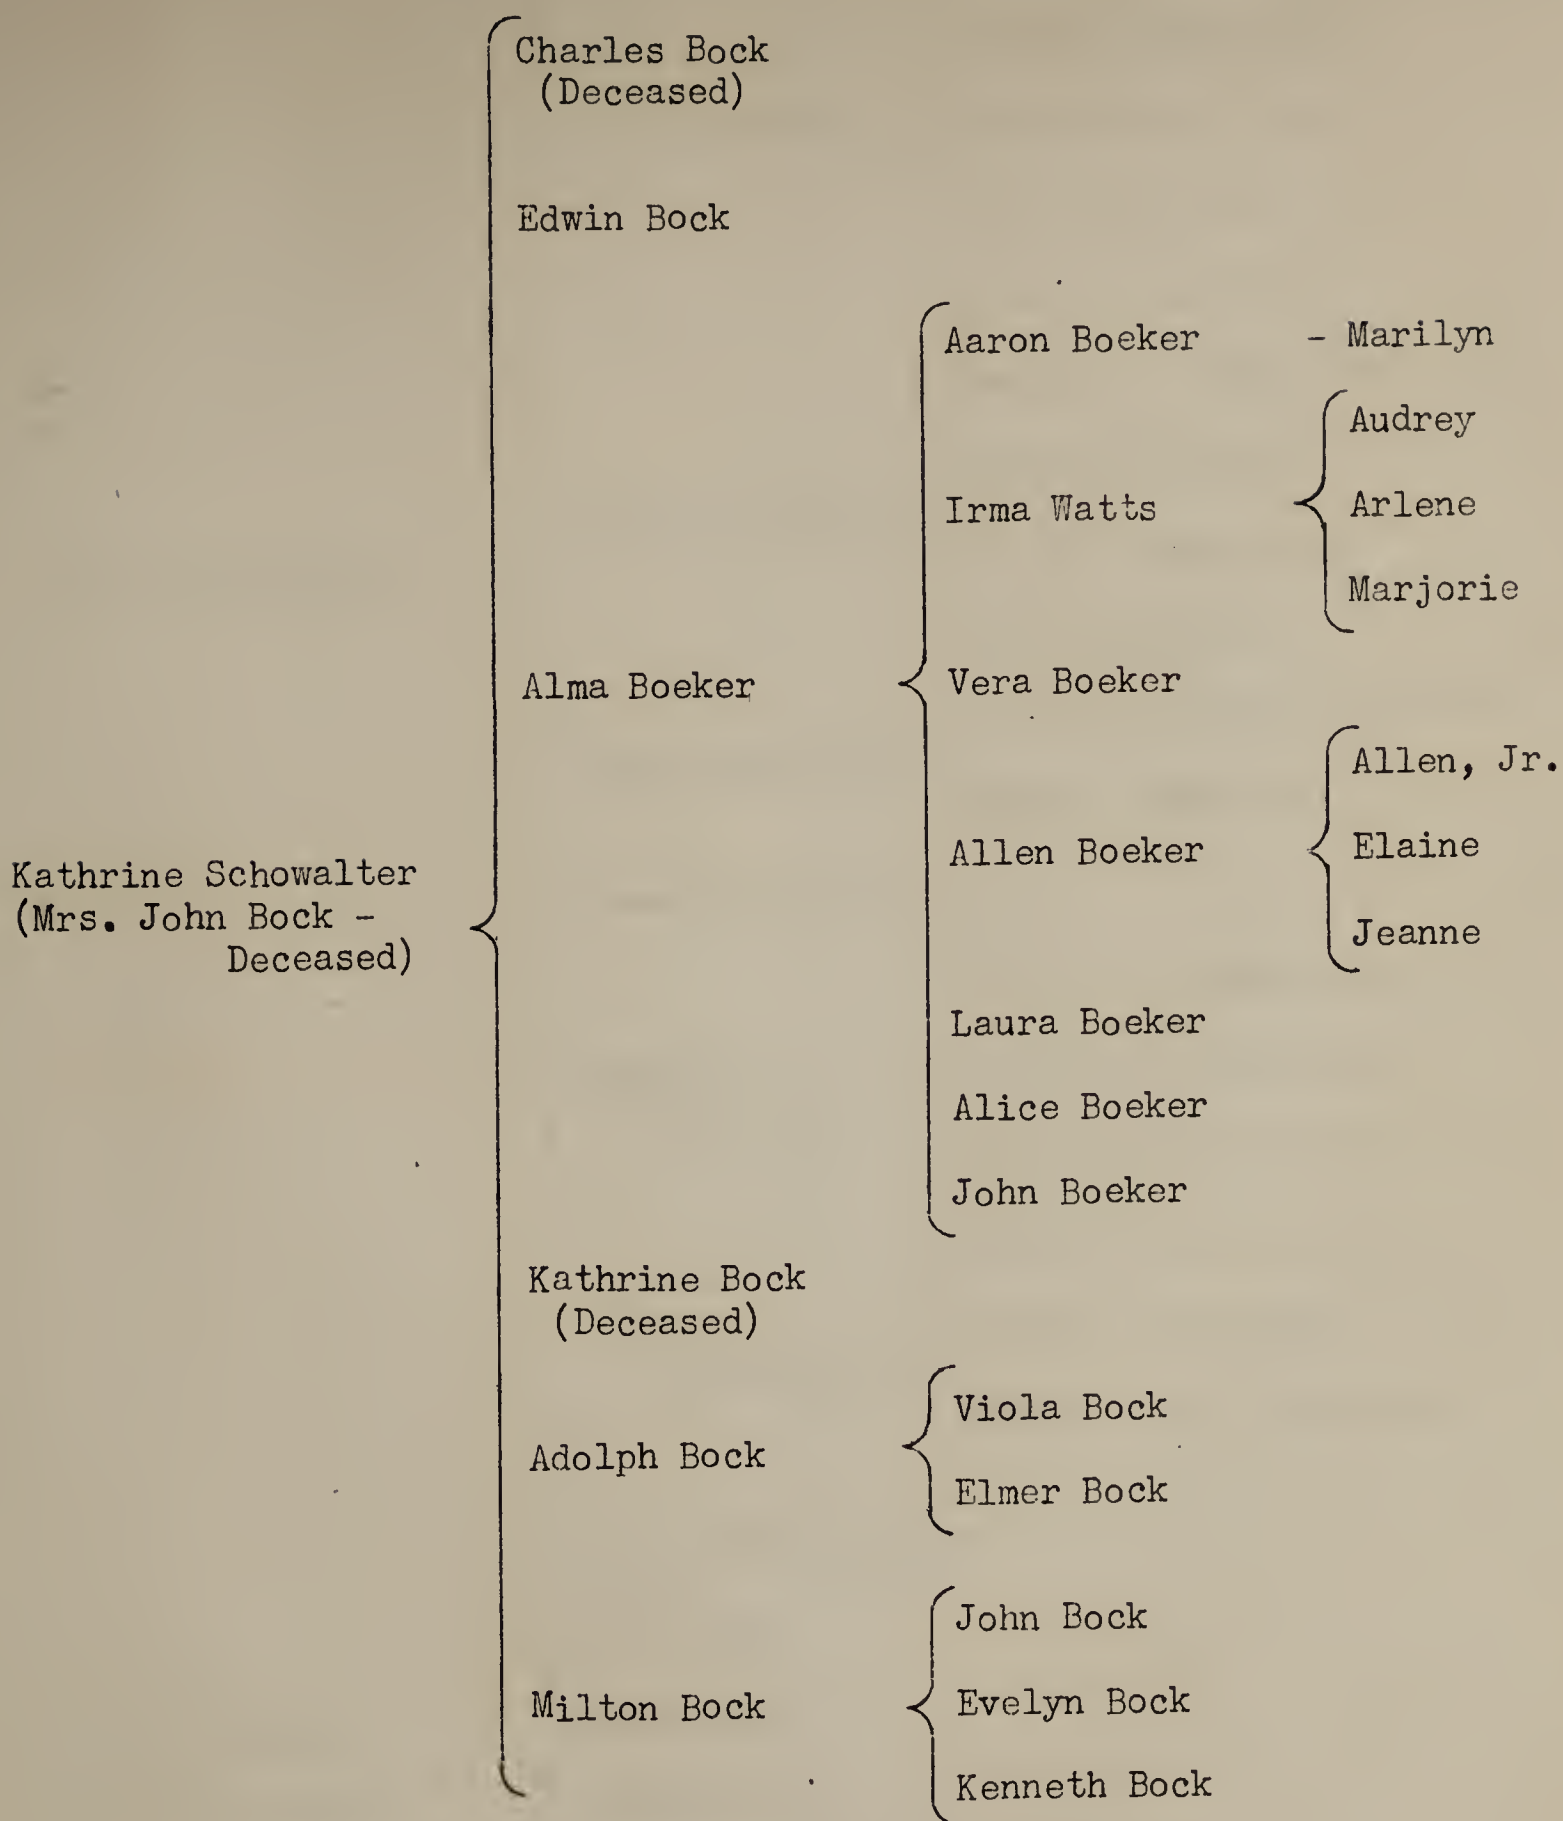 Charles Bock
(Deceased)
Edwin Bock
Aaron Boeker - Marilyn
Audrey
Irma Watts Arlene
Marjorie
Alma Boeker Vera Boeker
Allen, Jr.
Allen Boeker Elaine
Jeanne
Kathrine Schowalter
(Mrs. John Bock -
Deceased)
Laura Boeker
Alice Boeker
John Boeker
Kathrine Bock
(Deceased)
Viola Bock
Adolph Bock
Elmer Bock
John Bock
Milton Bock Evelyn Bock
Kenneth Bock